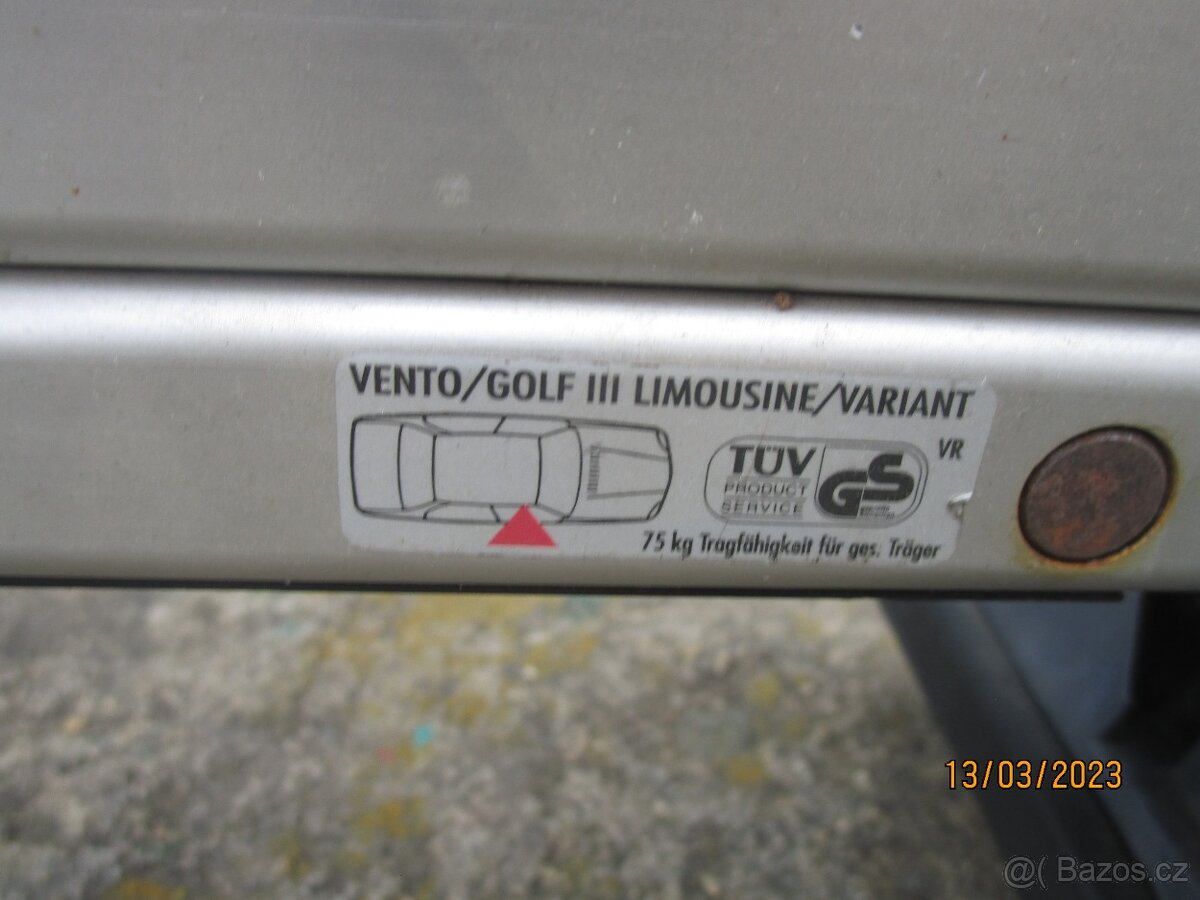 VENTO/GOLF III LIMOUSINE/VARIANT
VR
TÜV
PRODUCT
SERVICE
GS
75 kg Tragfähigkeit für ges. Träger
13/03/2023
@( Bazos.cz